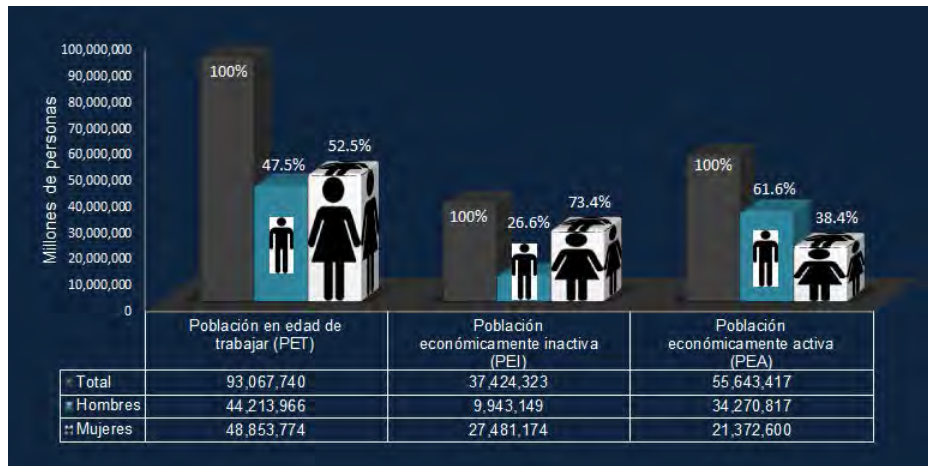 100,000,000
90,000,000
80,000,000
70,000,000
60,000,000
50,000,000
40,000,000
30,000,000
20,000,000
10,000,000
0
Millones de personas
100%
47.5%
52.5%
100%
26.6%
73.4%
100%
61.6%
38.4%
Población en edad de
trabajar (PET)
Población
económicamente inactiva
(PEI)
Población
económicamente activa
(PEA)
Total 93,067,740 37,424,323 55,643,417
Hombres 44,213,966 9,943,149 34,270,817
Mujeres 48,853,774 27,481,174 21,372,600